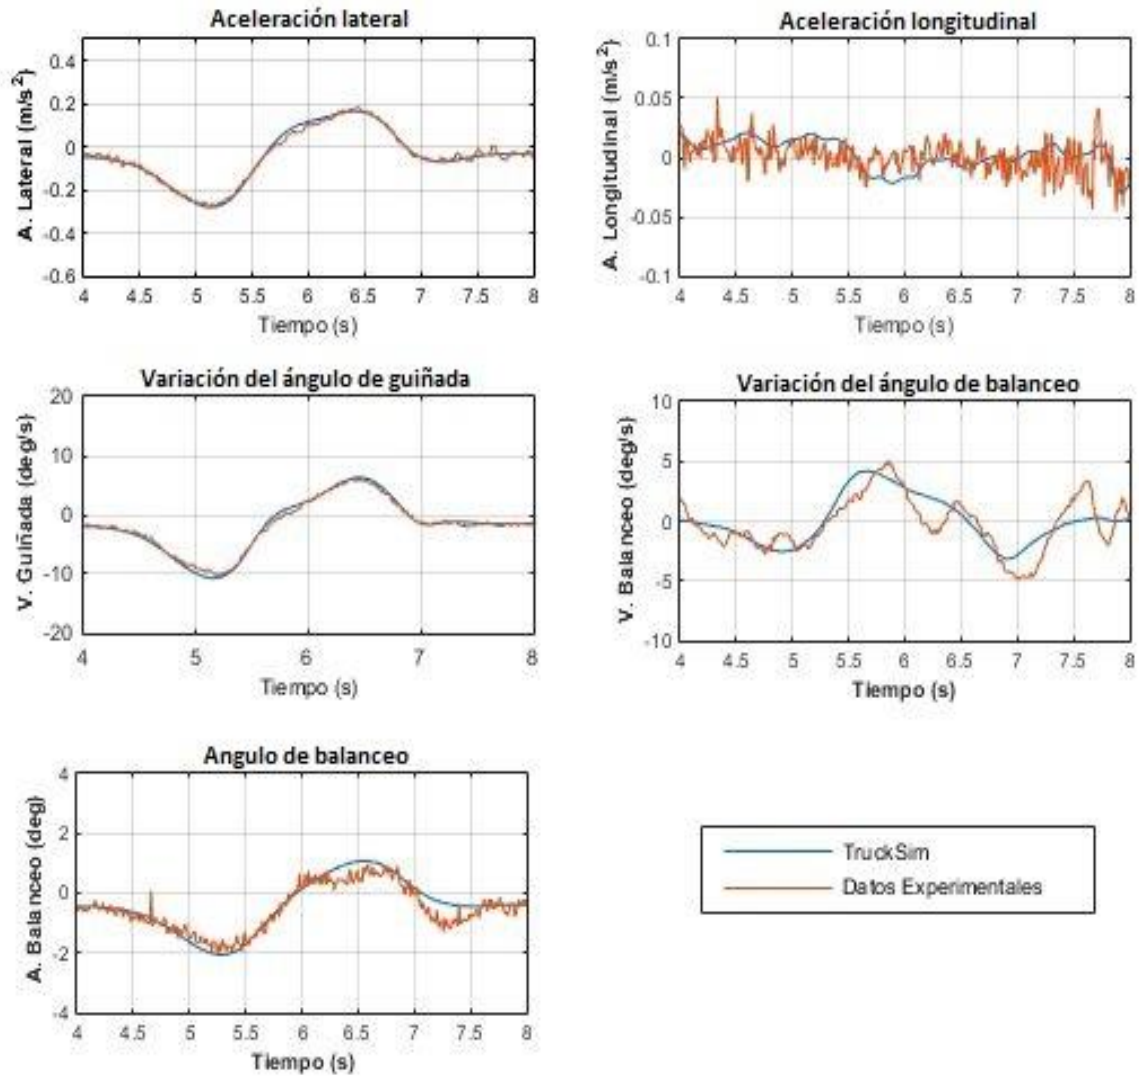 Aceleración lateral
0.4
0.2
0
-0.2
-0.4
-0.6
A. Lateral (m/s²)
4 4.5 5 5.5 6 6.5 7 7.5 8
Tiempo (s)
Aceleración longitudinal
0.1
0.05
0
-0.05
-0.1
A. Longitudinal (m/s²)
4 4.5 5 5.5 6 6.5 7 7.5 8
Tiempo (s)
Variación del ángulo de guiñada
20
10
0
-10
-20
V. Guiñada (deg/s)
4 5 6 7 8
Tiempo (s)
Variación del ángulo de balanceo
10
5
0
-5
-10
V. Balanceo (deg/s)
4 4.5 5 5.5 6 6.5 7 7.5 8
Tiempo (s)
Angulo de balanceo
4
2
0
-2
-4
A. Balanceo (deg)
4 4.5 5 5.5 6 6.5 7 7.5 8
Tiempo (s)
TruckSim
Datos Experimentales